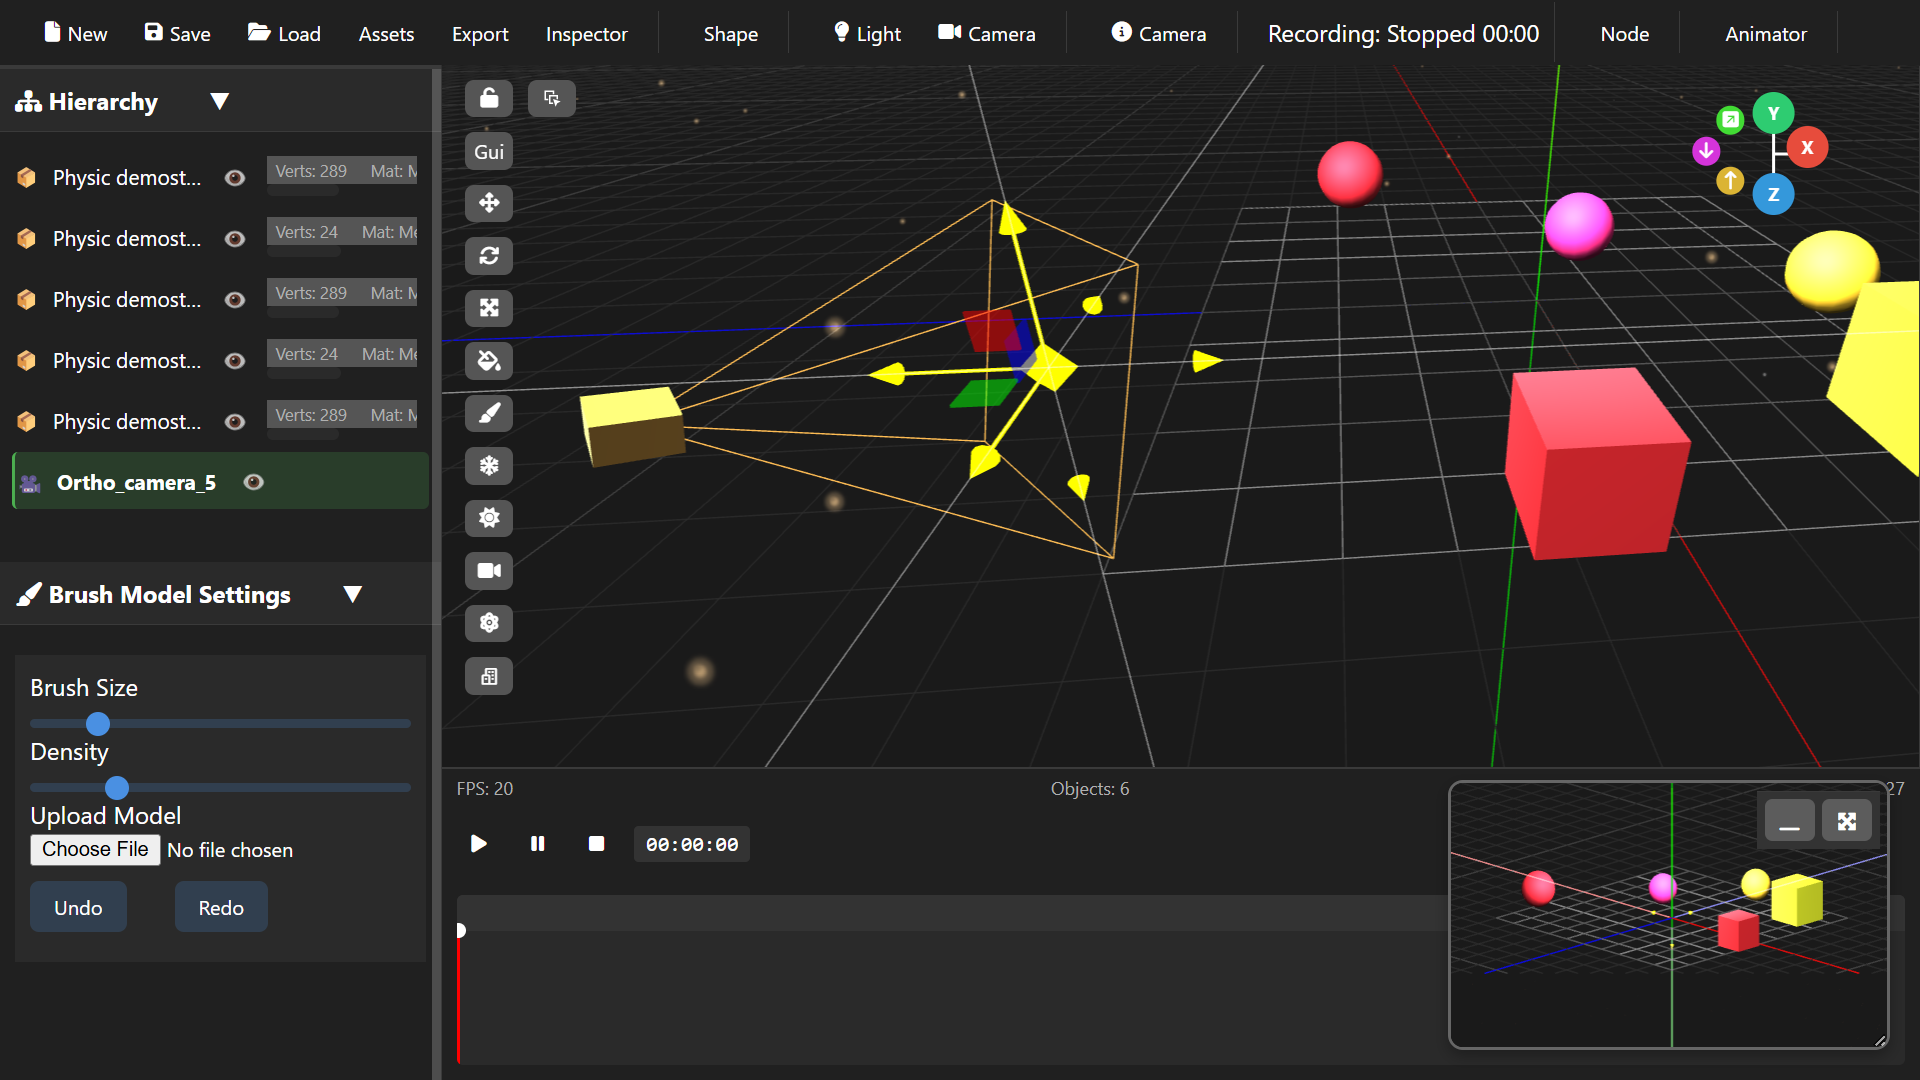 New Save Load Assets Export Inspector Shape Light Camera Camera Recording: Stopped 00:00 Node Animator
Hierarchy ▼
Physic demost... Verts: 289 Mat: M
Physic demost... Verts: 24 Mat: Me
Physic demost... Verts: 289 Mat: M
Physic demost... Verts: 24 Mat: Me
Physic demost... Verts: 289 Mat: M
Ortho_camera_5
Brush Model Settings ▼
Brush Size
Density
Upload Model
Choose File No file chosen
Undo Redo
Gui
Y
X
Z
FPS: 20 Objects: 6 27
00:00:00